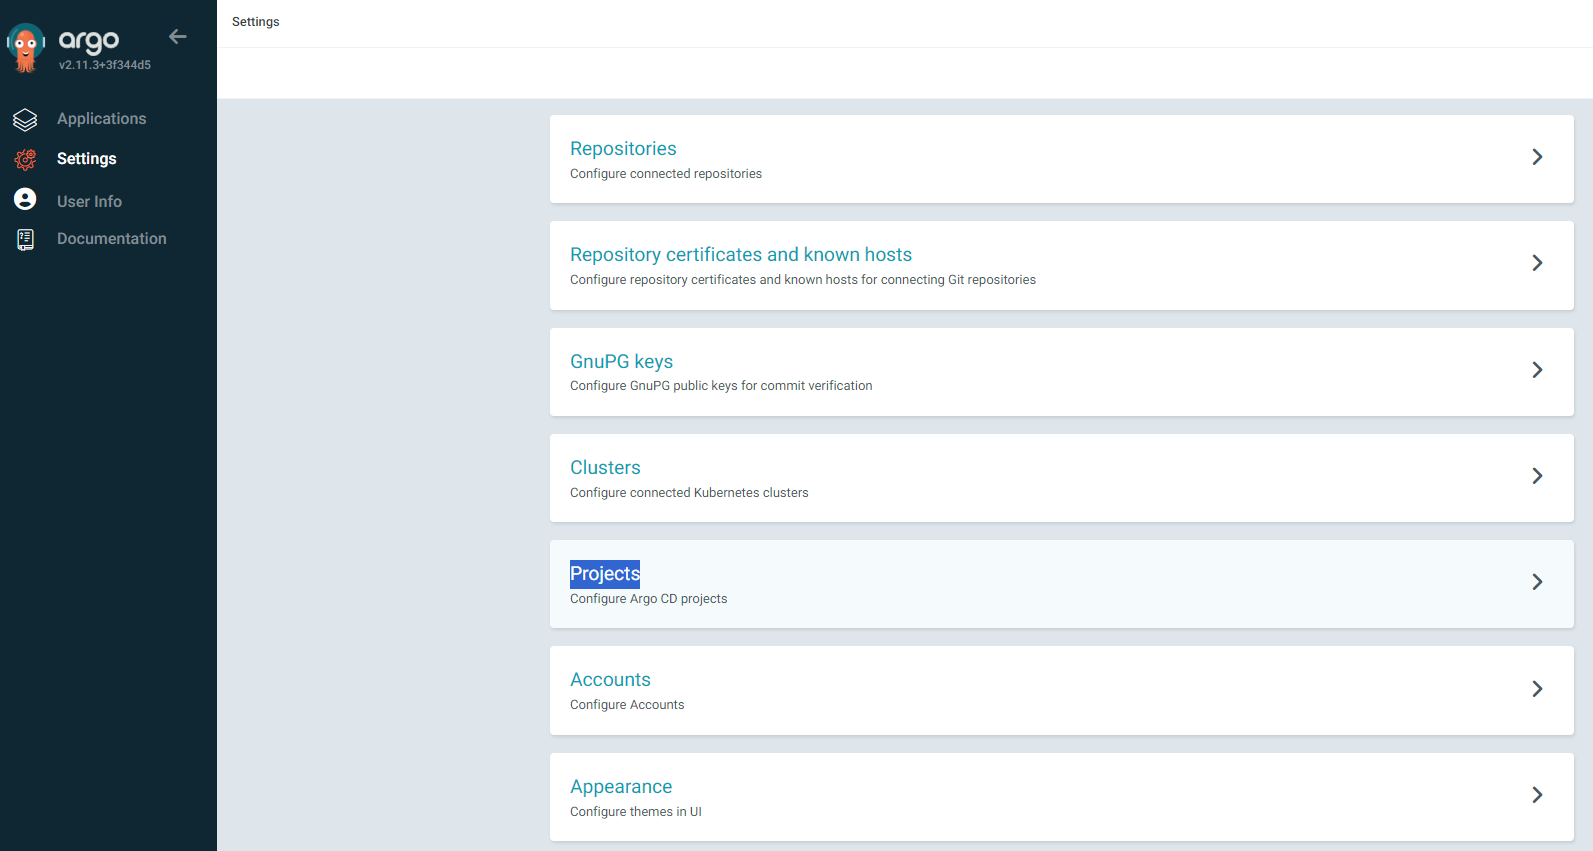 argo
v2.11.3+3f344d5
Applications
Settings
User Info
Documentation
Settings
Repositories
Configure connected repositories
Repository certificates and known hosts
Configure repository certificates and known hosts for connecting Git repositories
GnuPG keys
Configure GnuPG public keys for commit verification
Clusters
Configure connected Kubernetes clusters
Projects
Configure Argo CD projects
Accounts
Configure Accounts
Appearance
Configure themes in UI